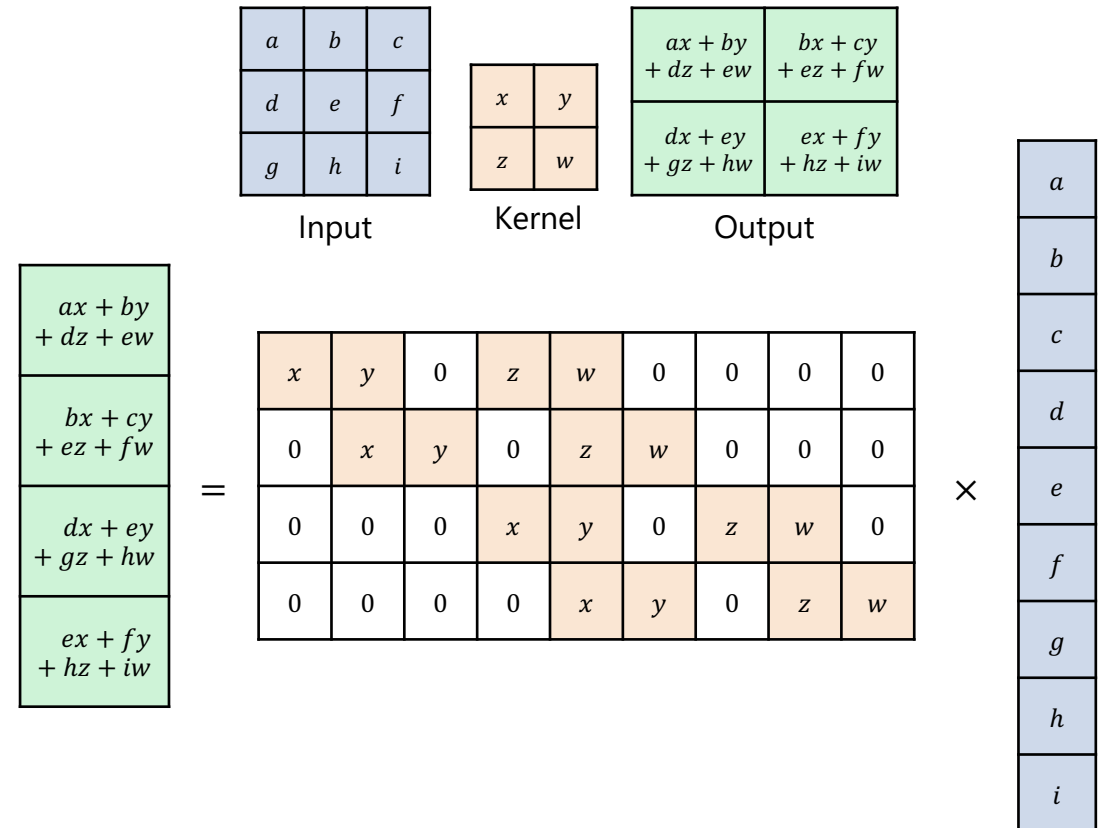 a b c
d e f
g h i
Input
x y
z w
Kernel
ax + by
+ dz + ew
bx + cy
+ ez + fw
dx + ey
+ gz + hw
ex + fy
+ hz + iw
Output
ax + by
+ dz + ew
bx + cy
+ ez + fw
dx + ey
+ gz + hw
ex + fy
+ hz + iw
=
x y 0 z w 0 0 0 0
0 x y 0 z w 0 0 0
0 0 0 x y 0 z w 0
0 0 0 0 x y 0 z w
×
a
b
c
d
e
f
g
h
i